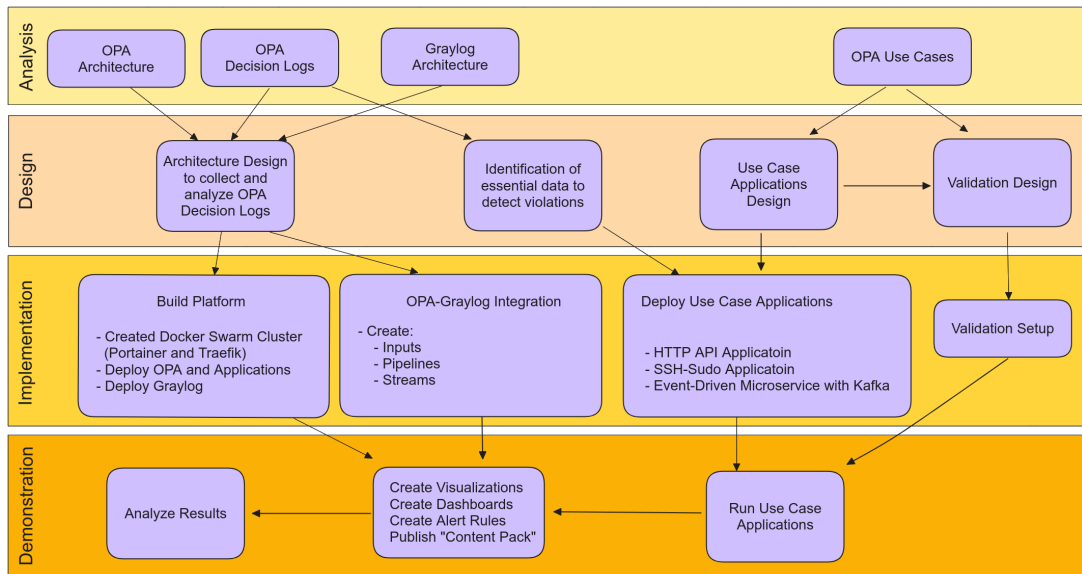 Analysis
OPA
Architecture
OPA
Decision Logs
Graylog
Architecture
OPA Use Cases
Design
Architecture Design
to collect and
analyze OPA
Decision Logs
Identification of
essential data to
detect violations
Use Case
Applications
Design
Validation Design
Implementation
Build Platform
- Created Docker Swarm Cluster
(Portainer and Traefik)
- Deploy OPA and Applications
- Deploy Graylog
OPA-Graylog Integration
- Create:
- Inputs
- Pipelines
- Streams
Deploy Use Case Applications
- HTTP API Applicatoin
- SSH-Sudo Applicatoin
- Event-Driven Microservice with Kafka
Validation Setup
Demonstration
Analyze Results
Create Visualizations
Create Dashboards
Create Alert Rules
Publish "Content Pack"
Run Use Case
Applications